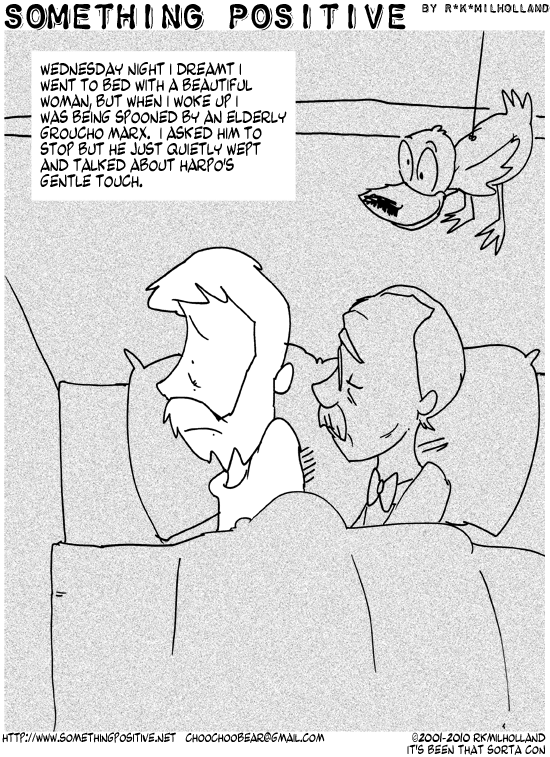 SOMETHING POSITIVE BY R*K*MILHOLLAND
WEDNESDAY NIGHT I DREAMT I
WENT TO BED WITH A BEAUTIFUL
WOMAN, BUT WHEN I WOKE UP I
WAS BEING SPOONED BY AN ELDERLY
GROUCHO MARX. I ASKED HIM TO
STOP BUT HE JUST QUIETLY WEPT
AND TALKED ABOUT HARPO'S
GENTLE TOUCH.
HTTP://WWW.SOMETHINGPOSITIVE.NET CHOOCHOOBEAR@GMAIL.COM ©2001-2010 RKMILHOLLAND
IT'S BEEN THAT SORTA CON